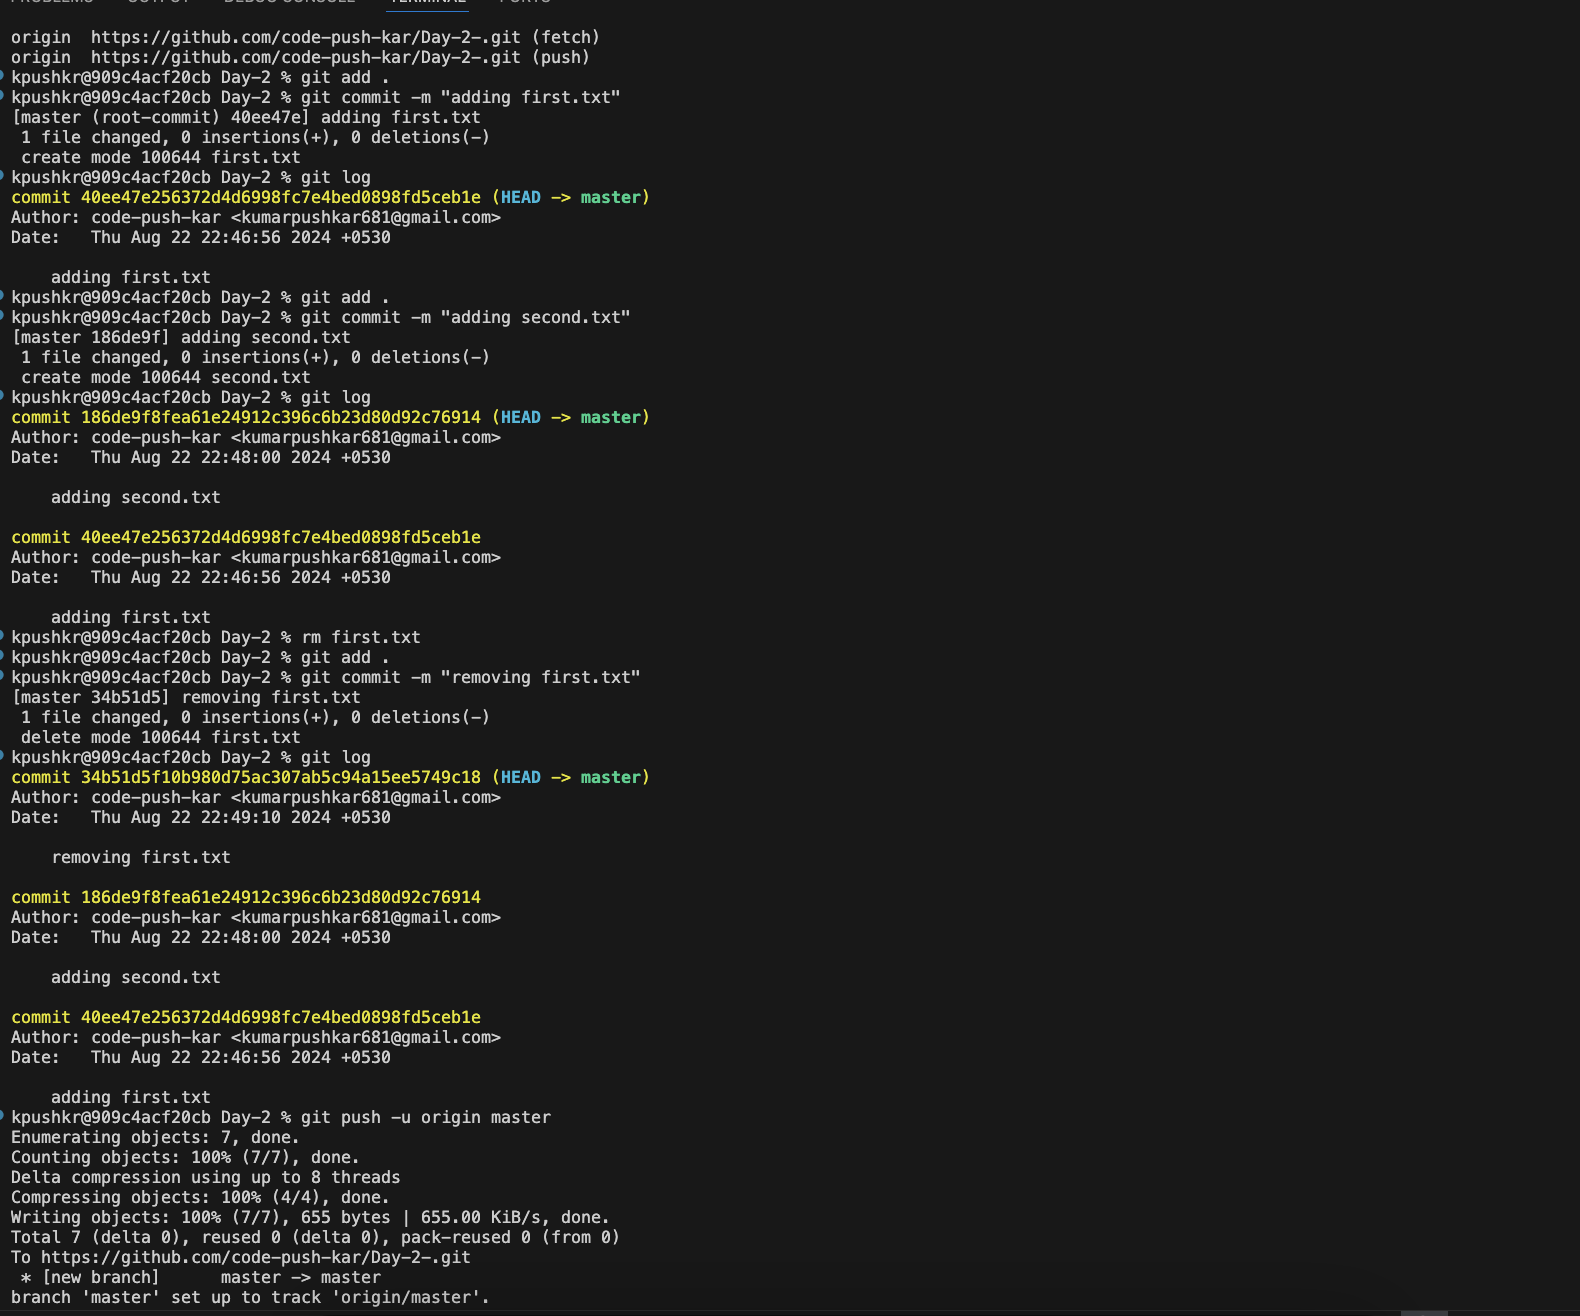 PROBLEMS OUTPUT DEBUG CONSOLE TERMINAL PORTS
origin  https://github.com/code-push-kar/Day-2-.git (fetch)
origin  https://github.com/code-push-kar/Day-2-.git (push)
kpushkr@909c4acf20cb Day-2 % git add .
kpushkr@909c4acf20cb Day-2 % git commit -m "adding first.txt"
[master (root-commit) 40ee47e] adding first.txt
 1 file changed, 0 insertions(+), 0 deletions(-)
 create mode 100644 first.txt
kpushkr@909c4acf20cb Day-2 % git log
commit 40ee47e256372d4d6998fc7e4bed0898fd5ceb1e (HEAD -> master)
Author: code-push-kar <kumarpushkar681@gmail.com>
Date:   Thu Aug 22 22:46:56 2024 +0530
    adding first.txt
kpushkr@909c4acf20cb Day-2 % git add .
kpushkr@909c4acf20cb Day-2 % git commit -m "adding second.txt"
[master 186de9f] adding second.txt
 1 file changed, 0 insertions(+), 0 deletions(-)
 create mode 100644 second.txt
kpushkr@909c4acf20cb Day-2 % git log
commit 186de9f8fea61e24912c396c6b23d80d92c76914 (HEAD -> master)
Author: code-push-kar <kumarpushkar681@gmail.com>
Date:   Thu Aug 22 22:48:00 2024 +0530
    adding second.txt
commit 40ee47e256372d4d6998fc7e4bed0898fd5ceb1e
Author: code-push-kar <kumarpushkar681@gmail.com>
Date:   Thu Aug 22 22:46:56 2024 +0530
    adding first.txt
kpushkr@909c4acf20cb Day-2 % rm first.txt
kpushkr@909c4acf20cb Day-2 % git add .
kpushkr@909c4acf20cb Day-2 % git commit -m "removing first.txt"
[master 34b51d5] removing first.txt
 1 file changed, 0 insertions(+), 0 deletions(-)
 delete mode 100644 first.txt
kpushkr@909c4acf20cb Day-2 % git log
commit 34b51d5f10b980d75ac307ab5c94a15ee5749c18 (HEAD -> master)
Author: code-push-kar <kumarpushkar681@gmail.com>
Date:   Thu Aug 22 22:49:10 2024 +0530
    removing first.txt
commit 186de9f8fea61e24912c396c6b23d80d92c76914
Author: code-push-kar <kumarpushkar681@gmail.com>
Date:   Thu Aug 22 22:48:00 2024 +0530
    adding second.txt
commit 40ee47e256372d4d6998fc7e4bed0898fd5ceb1e
Author: code-push-kar <kumarpushkar681@gmail.com>
Date:   Thu Aug 22 22:46:56 2024 +0530
    adding first.txt
kpushkr@909c4acf20cb Day-2 % git push -u origin master
Enumerating objects: 7, done.
Counting objects: 100% (7/7), done.
Delta compression using up to 8 threads
Compressing objects: 100% (4/4), done.
Writing objects: 100% (7/7), 655 bytes | 655.00 KiB/s, done.
Total 7 (delta 0), reused 0 (delta 0), pack-reused 0 (from 0)
To https://github.com/code-push-kar/Day-2-.git
 * [new branch]      master -> master
branch 'master' set up to track 'origin/master'.